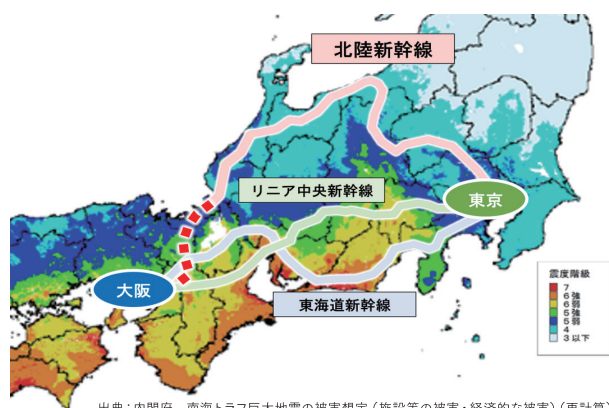 北陸新幹線
リニア中央新幹線
東京
大阪
東海道新幹線
震度階級
7
6強
6弱
5強
5弱
4
3以下
出典：内閣府　南海トラフ巨大地震の被害想定（施設等の被害・経済的な被害）（再計算）